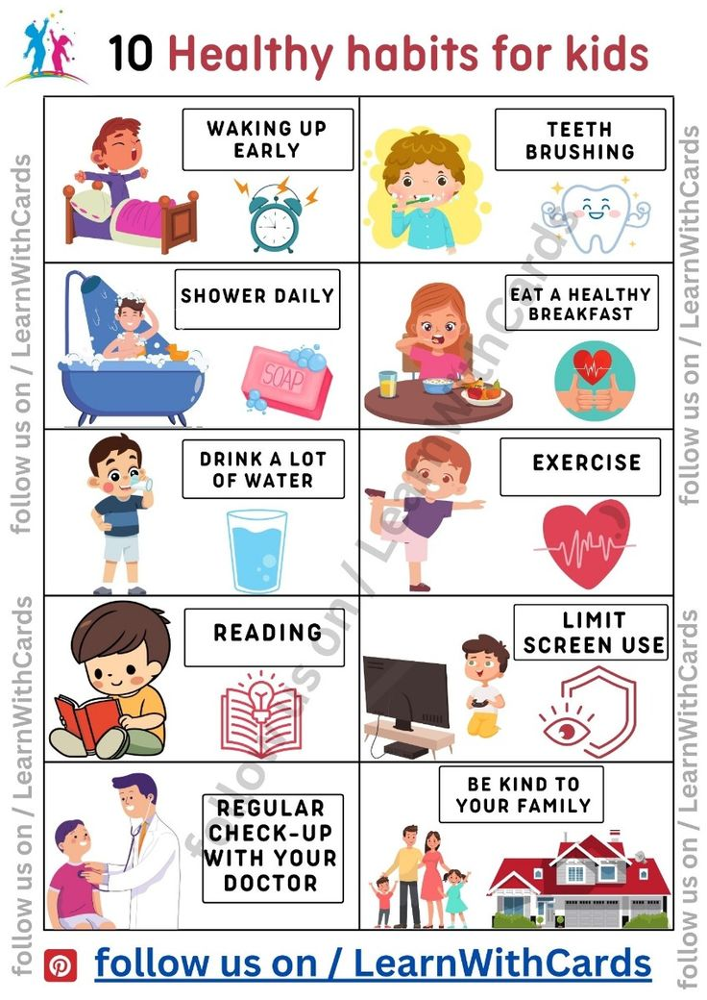 10 Healthy habits for kids
WAKING UP
EARLY
TEETH
BRUSHING
SHOWER DAILY
SOAP
EAT A HEALTHY
BREAKFAST
DRINK A LOT
OF WATER
EXERCISE
READING
LIMIT
SCREEN USE
REGULAR
CHECK-UP
WITH YOUR
DOCTOR
BE KIND TO
YOUR FAMILY
follow us on / LearnWithCards
follow us on / LearnWithCards
follow us on / LearnWithCards
follow us on / LearnWithCards
follow us on / LearnWithCards
follow us on / LearnWithCards